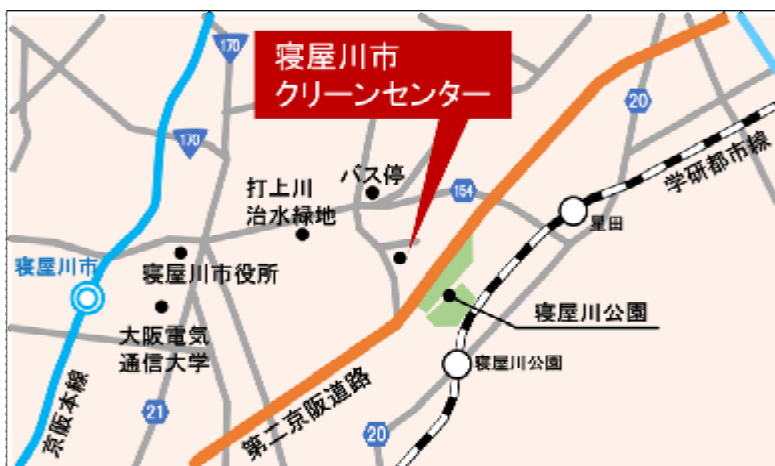 170
寝屋川市
クリーンセンター
20
170
学研都市線
バス停
打上川
治水緑地
154
星田
寝屋川市
寝屋川市役所
寝屋川公園
大阪電気
通信大学
寝屋川公園
京阪本線
21
第二京阪道路
20